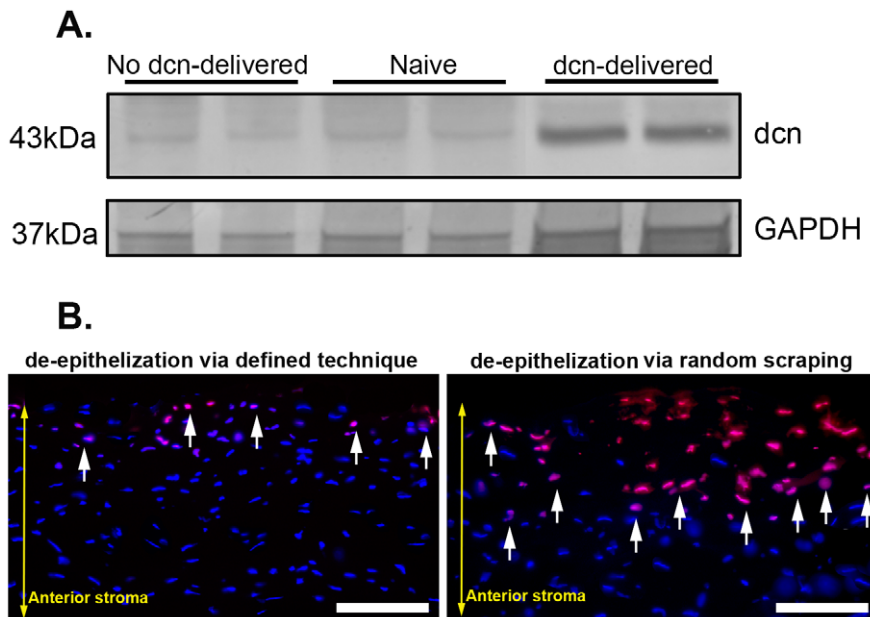 A.
No dcn-delivered Naive dcn-delivered
43kDa dcn
37kDa GAPDH
B.
de-epithelization via defined technique de-epithelization via random scraping
Anterior stroma Anterior stroma